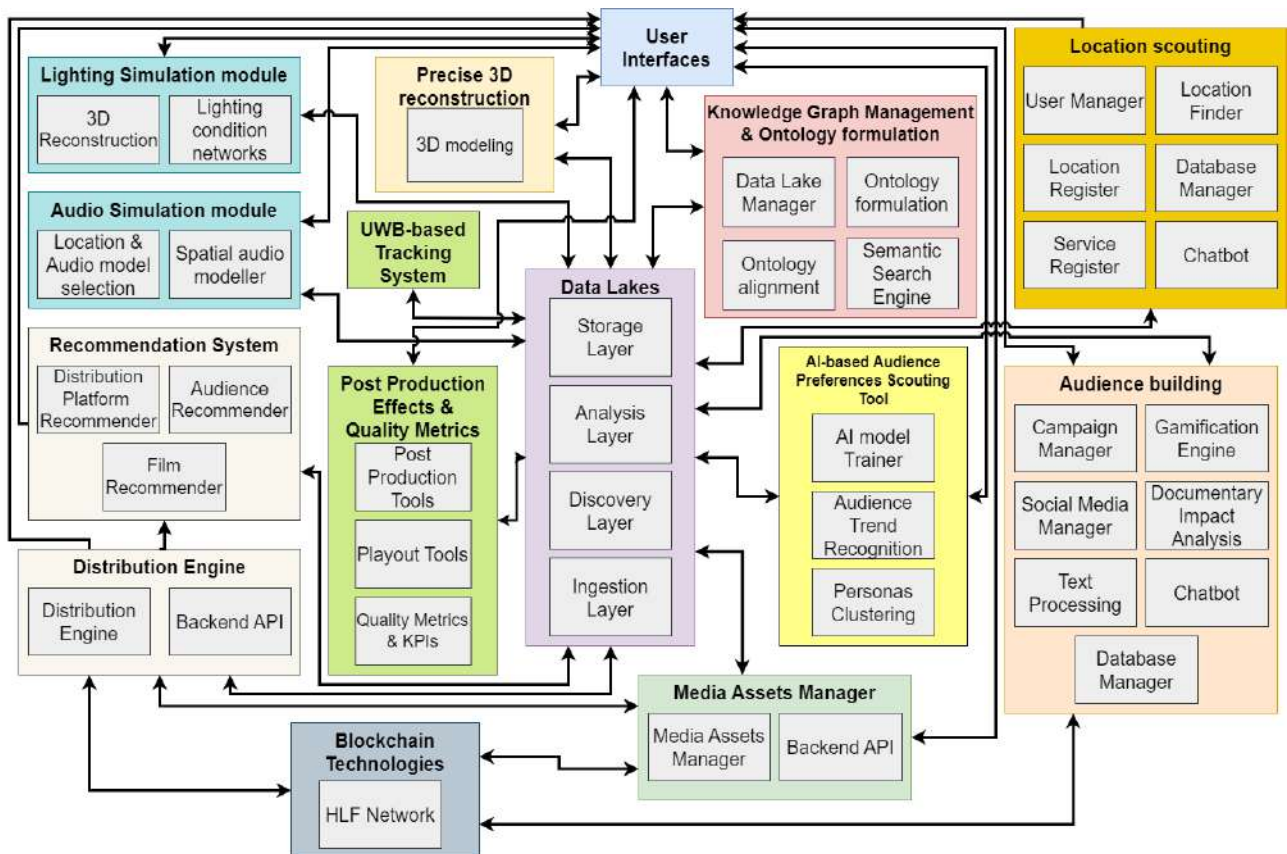 User
Interfaces
Lighting Simulation module
3D
Reconstruction
Lighting
condition
networks
Precise 3D
reconstruction
3D modeling
Knowledge Graph Management
& Ontology formulation
Data Lake
Manager
Ontology
formulation
Ontology
alignment
Semantic
Search
Engine
Location scouting
User Manager
Location
Finder
Location
Register
Database
Manager
Service
Register
Chatbot
Audio Simulation module
Location &
Audio model
selection
Spatial audio
modeller
UWB-based
Tracking
System
Data Lakes
Storage
Layer
Analysis
Layer
Discovery
Layer
Ingestion
Layer
Recommendation System
Distribution
Platform
Recommender
Audience
Recommender
Film
Recommender
Post Production
Effects &
Quality Metrics
Post
Production
Tools
Playout Tools
Quality Metrics
& KPIs
AI-based Audience
Preferences Scouting
Tool
AI model
Trainer
Audience
Trend
Recognition
Personas
Clustering
Audience building
Campaign
Manager
Gamification
Engine
Social Media
Manager
Documentary
Impact
Analysis
Text
Processing
Chatbot
Database
Manager
Distribution Engine
Distribution
Engine
Backend API
Media Assets Manager
Media Assets
Manager
Backend API
Blockchain
Technologies
HLF Network